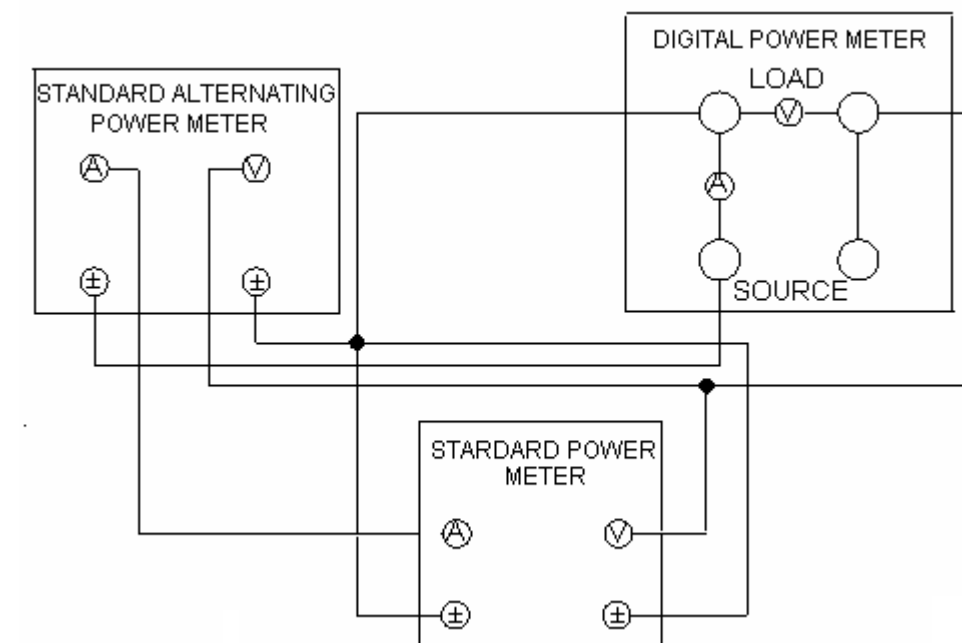 DIGITAL POWER METER
LOAD
V
A
SOURCE
STANDARD ALTERNATING
POWER METER
A V
± ±
STARDARD POWER
METER
A V
± ±